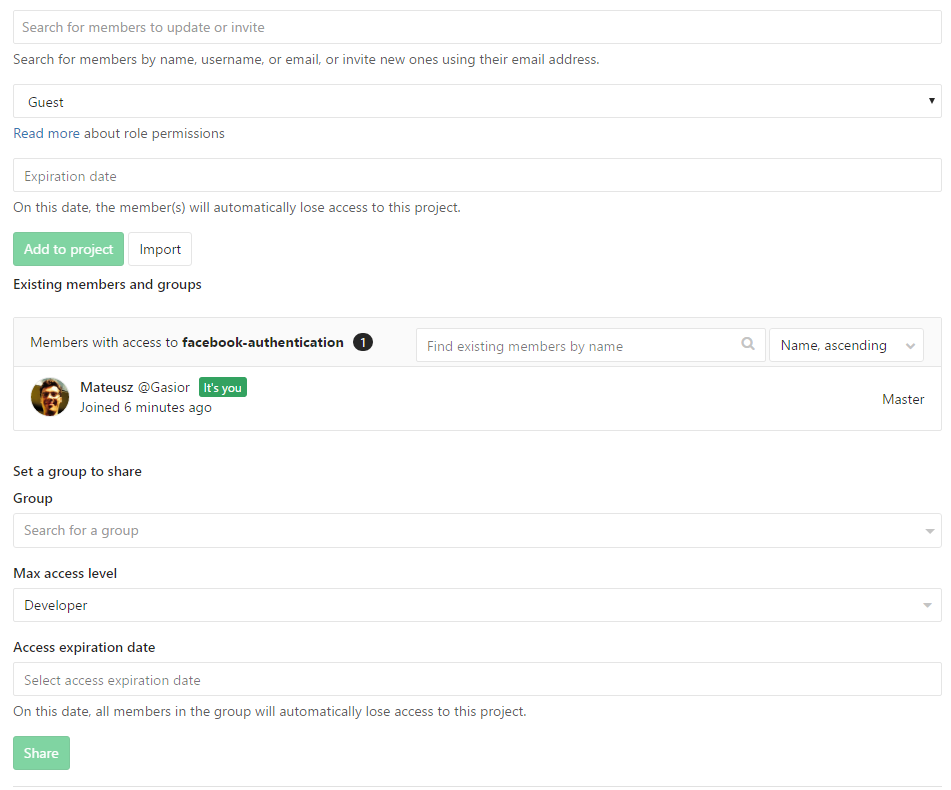 Search for members to update or invite
Search for members by name, username, or email, or invite new ones using their email address.
Guest
Read more about role permissions
Expiration date
On this date, the member(s) will automatically lose access to this project.
Add to project Import
Existing members and groups
Members with access to facebook-authentication 1 Find existing members by name Name, ascending
Mateusz @Gasior It's you
Joined 6 minutes ago
Master
Set a group to share
Group
Search for a group
Max access level
Developer
Access expiration date
Select access expiration date
On this date, all members in the group will automatically lose access to this project.
Share